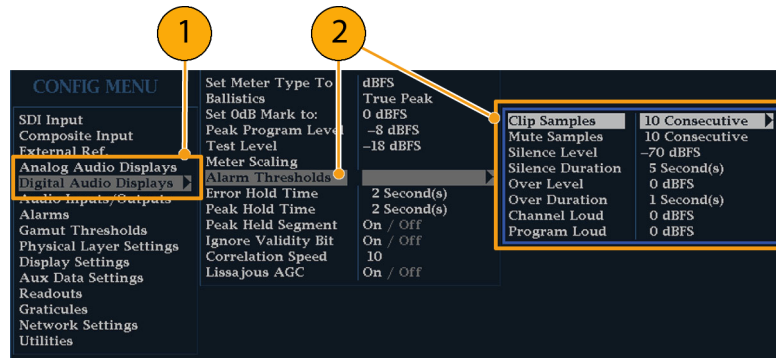 1
2
CONFIG MENU
SDI Input
Composite Input
External Ref.
Analog Audio Displays
Digital Audio Displays
Audio Inputs/Outputs
Alarms
Gamut Thresholds
Physical Layer Settings
Display Settings
Aux Data Settings
Readouts
Graticules
Network Settings
Utilities
Set Meter Type To dBFS
Ballistics True Peak
Set 0dB Mark to: 0 dBFS
Peak Program Level –8 dBFS
Test Level –18 dBFS
Meter Scaling
Alarm Thresholds
Error Hold Time 2 Second(s)
Peak Hold Time 2 Second(s)
Peak Held Segment On / Off
Ignore Validity Bit On / Off
Correlation Speed 10
Lissajous AGC On / Off
Clip Samples 10 Consecutive
Mute Samples 10 Consecutive
Silence Level –70 dBFS
Silence Duration 5 Second(s)
Over Level 0 dBFS
Over Duration 1 Second(s)
Channel Loud 0 dBFS
Program Loud 0 dBFS